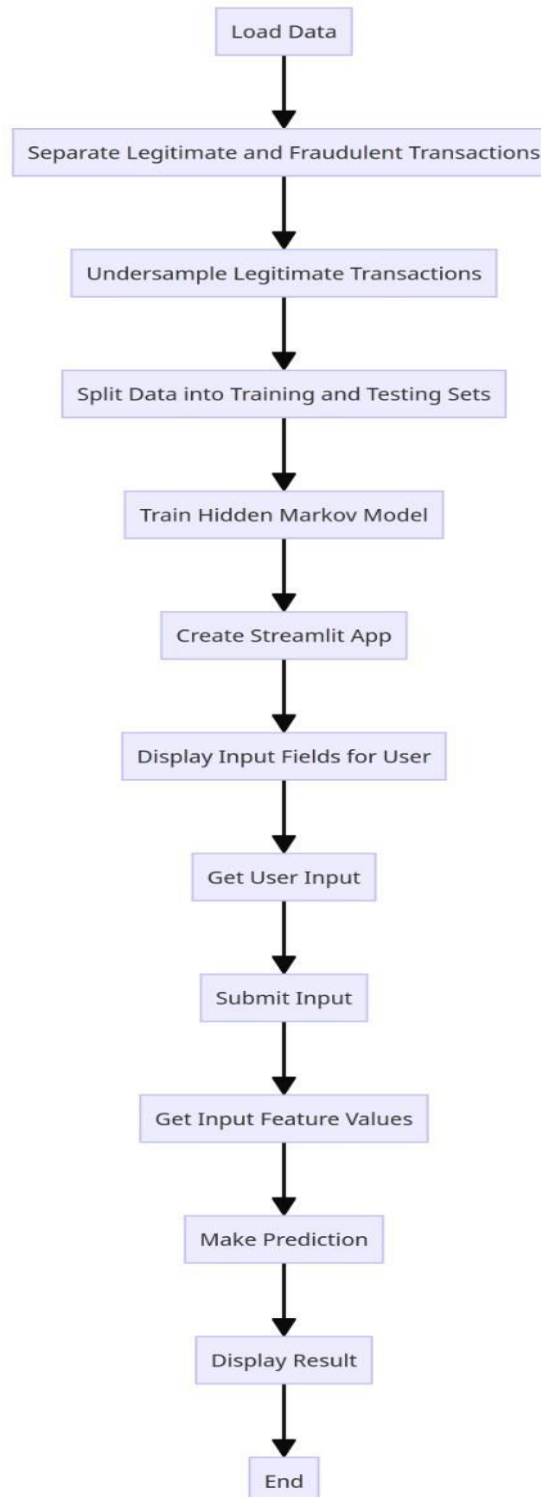 Load Data
Separate Legitimate and Fraudulent Transactions
Undersample Legitimate Transactions
Split Data into Training and Testing Sets
Train Hidden Markov Model
Create Streamlit App
Display Input Fields for User
Get User Input
Submit Input
Get Input Feature Values
Make Prediction
Display Result
End